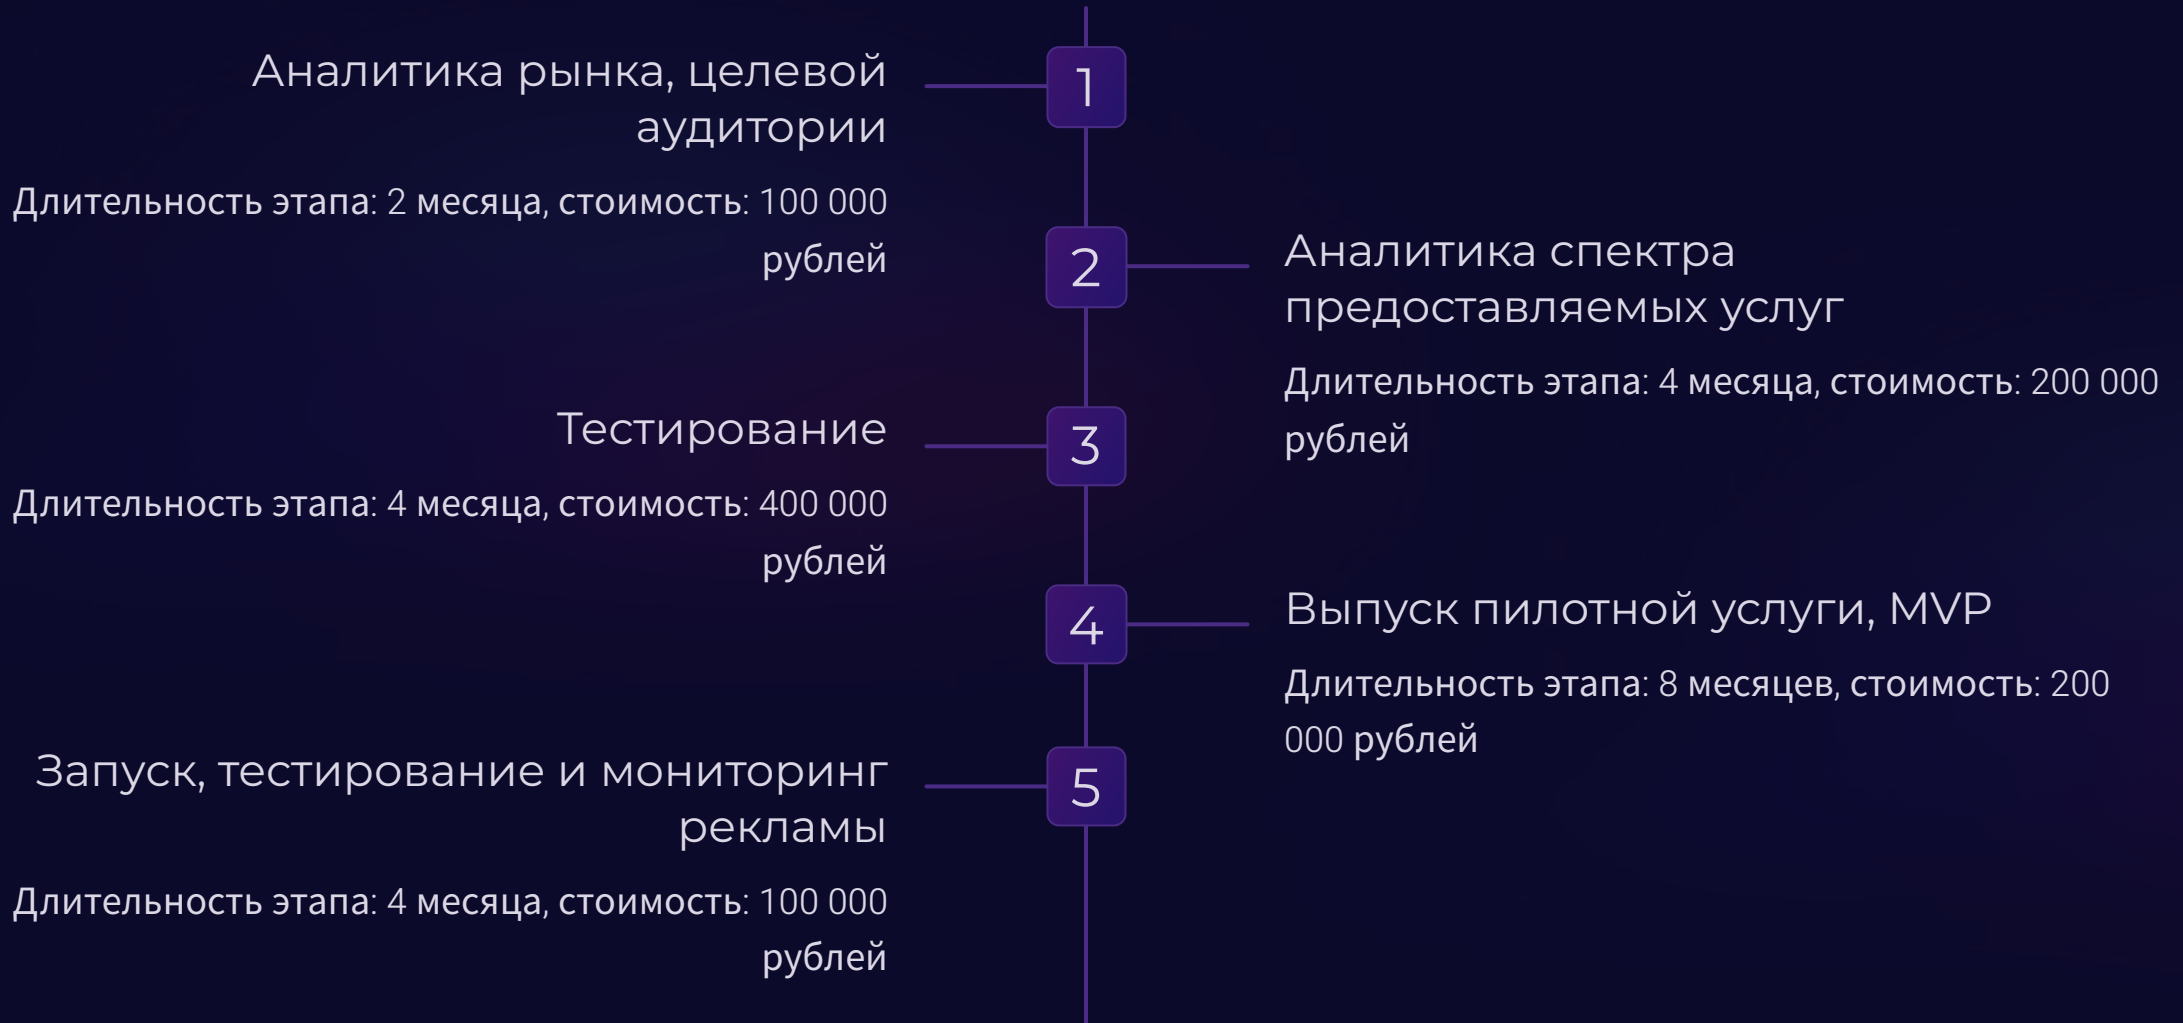 1
Аналитика рынка, целевой
аудитории
Длительность этапа: 2 месяца, стоимость: 100 000
рублей
2
Аналитика спектра
предоставляемых услуг
Длительность этапа: 4 месяца, стоимость: 200 000
рублей
3
Тестирование
Длительность этапа: 4 месяца, стоимость: 400 000
рублей
4
Выпуск пилотной услуги, MVP
Длительность этапа: 8 месяцев, стоимость: 200
000 рублей
5
Запуск, тестирование и мониторинг
рекламы
Длительность этапа: 4 месяца, стоимость: 100 000
рублей